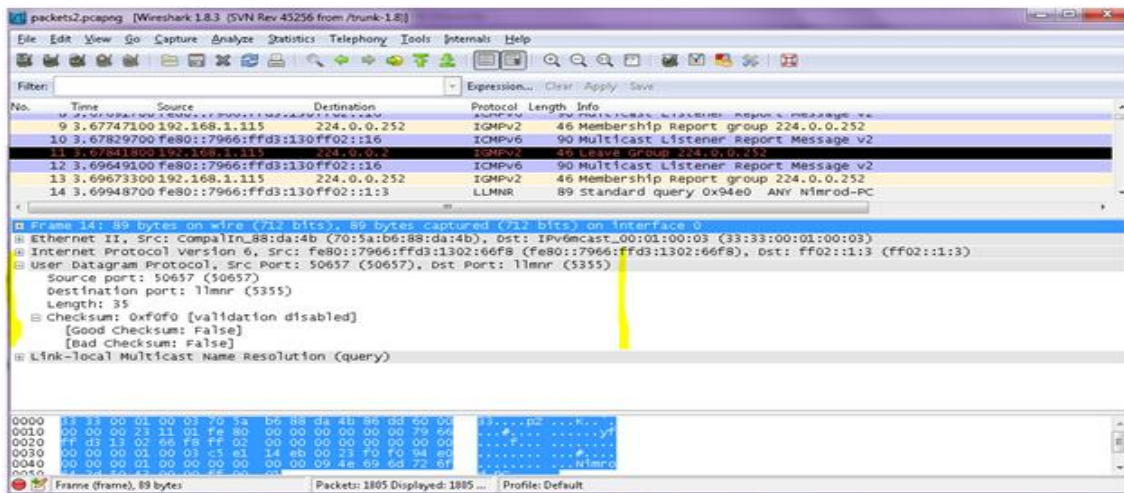 packets2.pcapng [Wireshark 1.8.3 (SVN Rev 45256 from /trunk-1.8)]
File Edit View Go Capture Analyze Statistics Telephony Tools Internals Help
Filter: Expression... Clear Apply Save
No. Time Source Destination Protocol Length Info
90 Multicast Listener Report Message v2
9 3.67747100 192.168.1.115 224.0.0.252 IGMPv2 46 Membership Report group 224.0.0.252
10 3.67829700 fe80::7966:ffd3:130 ff02::16 ICMPv6 90 Multicast Listener Report Message v2
11 3.67841800 192.168.1.115 224.0.0.2 IGMPv2 46 Leave Group 224.0.0.252
12 3.69649100 fe80::7966:ffd3:130 ff02::16 ICMPv6 90 Multicast Listener Report Message v2
13 3.69673300 192.168.1.115 224.0.0.252 IGMPv2 46 Membership Report group 224.0.0.252
14 3.69948700 fe80::7966:ffd3:130 ff02::1:3 LLMNR 89 Standard query 0x94e0 ANY Nimrod-PC
Frame 14: 89 bytes on wire (712 bits), 89 bytes captured (712 bits) on interface 0
Ethernet II, Src: CompalIn_88:da:4b (70:5a:b6:88:da:4b), Dst: IPv6mcast_00:01:00:03 (33:33:00:01:00:03)
Internet Protocol Version 6, Src: fe80::7966:ffd3:1302:66f8 (fe80::7966:ffd3:1302:66f8), Dst: ff02::1:3 (ff02::1:3)
User Datagram Protocol, Src Port: 50657 (50657), Dst Port: llmnr (5355)
Source port: 50657 (50657)
Destination port: llmnr (5355)
Length: 35
Checksum: 0xf0f0 [validation disabled]
[Good Checksum: False]
[Bad Checksum: False]
Link-local Multicast Name Resolution (query)
0000 33 33 00 01 00 03 70 5a b6 88 da 4b 86 dd 60 00 33....pZ ...K..`.
0010 00 00 00 23 11 01 fe 80 00 00 00 00 00 00 79 66 ...#.... ......yf
0020 ff d3 13 02 66 f8 ff 02 00 00 00 00 00 00 00 00 ....f... ........
0030 00 00 00 01 00 03 c5 e1 14 eb 00 23 f0 f0 94 e0 ........ ...#....
0040 00 00 00 01 00 00 00 00 00 00 09 4e 69 6d 72 6f ........ ...Nimro
Frame (frame), 89 bytes Packets: 1805 Displayed: 1805 ... Profile: Default